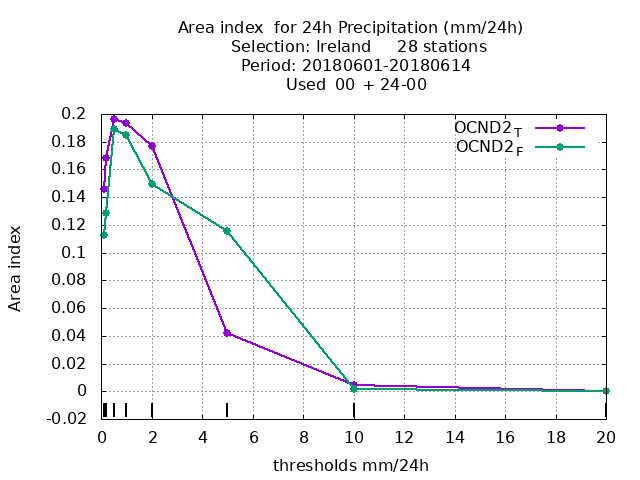 Area index  for 24h Precipitation (mm/24h)
Selection: Ireland     28 stations
Period: 20180601-20180614
Used  00  + 24-00
OCND2T
OCND2F
0.2
0.18
0.16
0.14
0.12
0.1
0.08
0.06
0.04
0.02
0
-0.02
Area index
0 2 4 6 8 10 12 14 16 18 20
thresholds mm/24h